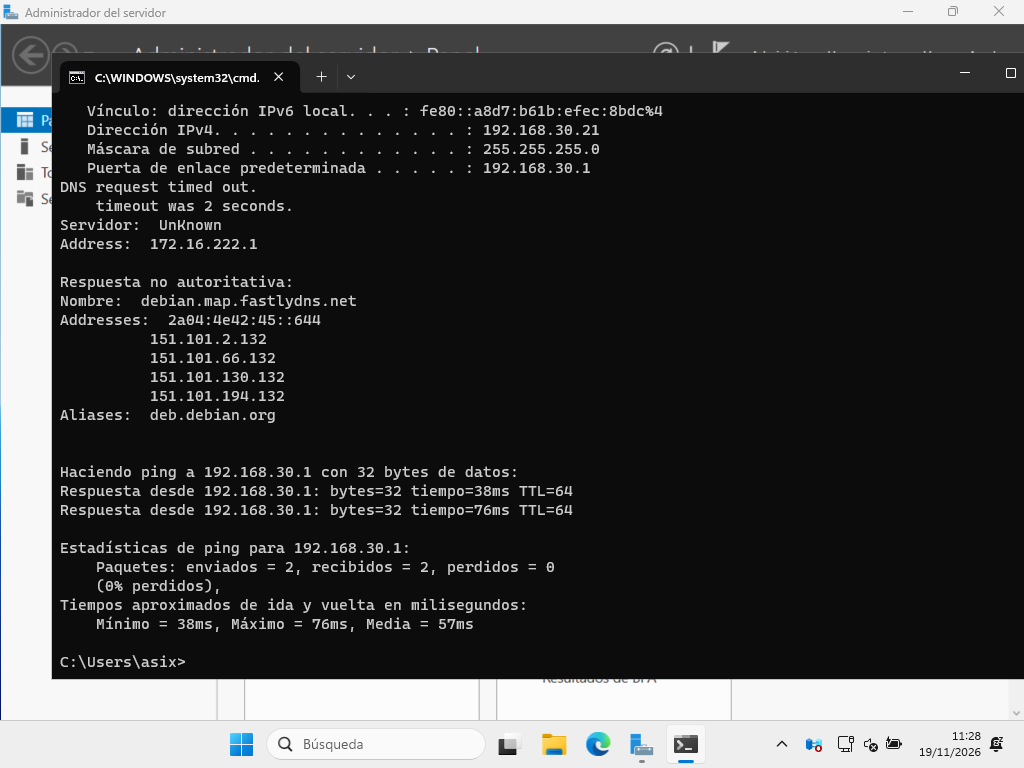 Administrador del servidor
C:\WINDOWS\system32\cmd.
Vínculo: dirección IPv6 local. . . : fe80::a8d7:b61b:efec:8bdc%4
Dirección IPv4. . . . . . . . . . . . . . : 192.168.30.21
Máscara de subred . . . . . . . . . . . . : 255.255.255.0
Puerta de enlace predeterminada . . . . . : 192.168.30.1
DNS request timed out.
timeout was 2 seconds.
Servidor: UnKnown
Address: 172.16.222.1
Respuesta no autoritativa:
Nombre: debian.map.fastlydns.net
Addresses: 2a04:4e42:45::644
151.101.2.132
151.101.66.132
151.101.130.132
151.101.194.132
Aliases: deb.debian.org
Haciendo ping a 192.168.30.1 con 32 bytes de datos:
Respuesta desde 192.168.30.1: bytes=32 tiempo=38ms TTL=64
Respuesta desde 192.168.30.1: bytes=32 tiempo=76ms TTL=64
Estadísticas de ping para 192.168.30.1:
Paquetes: enviados = 2, recibidos = 2, perdidos = 0
(0% perdidos),
Tiempos aproximados de ida y vuelta en milisegundos:
Mínimo = 38ms, Máximo = 76ms, Media = 57ms
C:\Users\asix>
Resultados de BPA
Búsqueda
11:28
19/11/2026